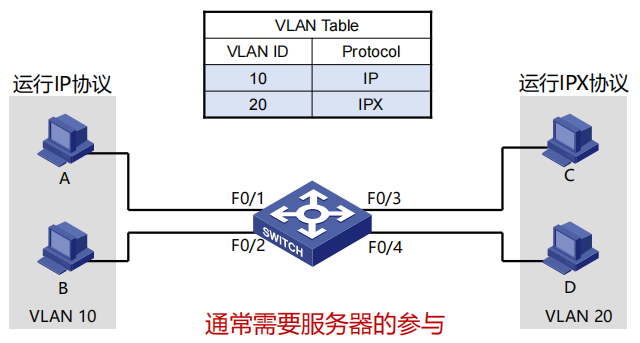 VLAN Table
VLAN ID Protocol
10 IP
20 IPX
运行IP协议
运行IPX协议
A
C
F0/1
F0/3
SWITCH
F0/2
F0/4
B
D
VLAN 10
VLAN 20
通常需要服务器的参与